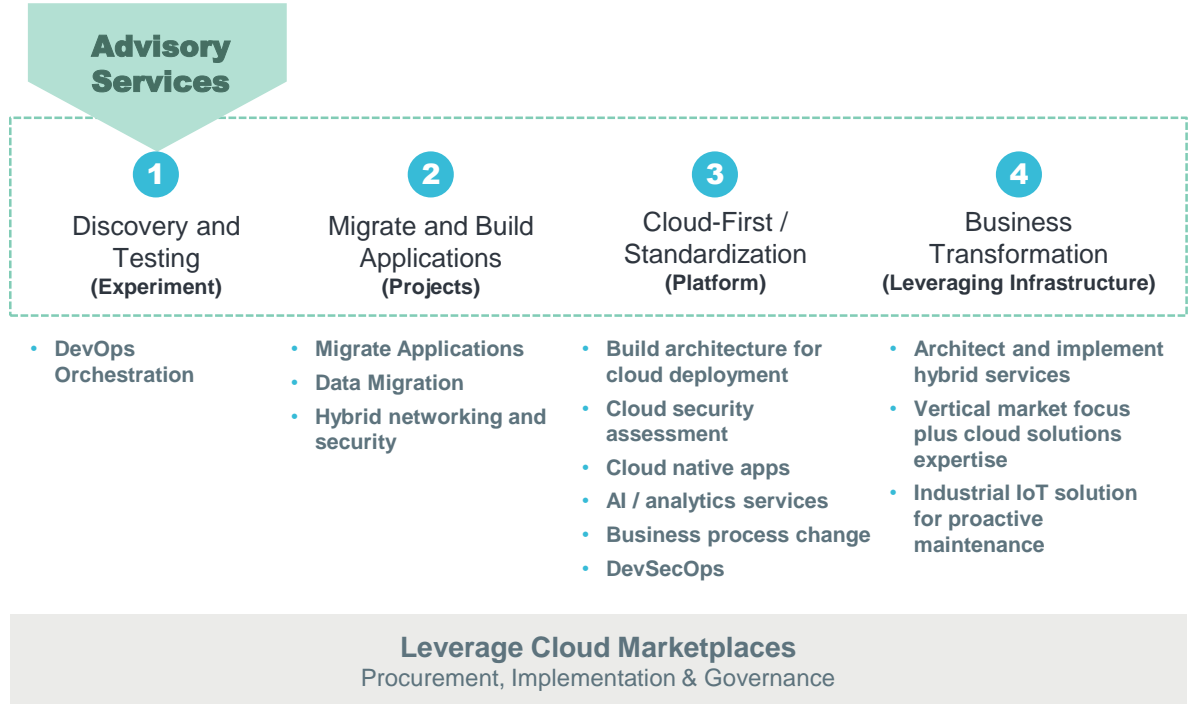 Advisory
Services
1
Discovery and
Testing
(Experiment)
2
Migrate and Build
Applications
(Projects)
3
Cloud-First /
Standardization
(Platform)
4
Business
Transformation
(Leveraging Infrastructure)
• DevOps
Orchestration
• Migrate Applications
• Data Migration
• Hybrid networking and
security
• Build architecture for
cloud deployment
• Cloud security
assessment
• Cloud native apps
• AI / analytics services
• Business process change
• DevSecOps
• Architect and implement
hybrid services
• Vertical market focus
plus cloud solutions
expertise
• Industrial IoT solution
for proactive
maintenance
Leverage Cloud Marketplaces
Procurement, Implementation & Governance